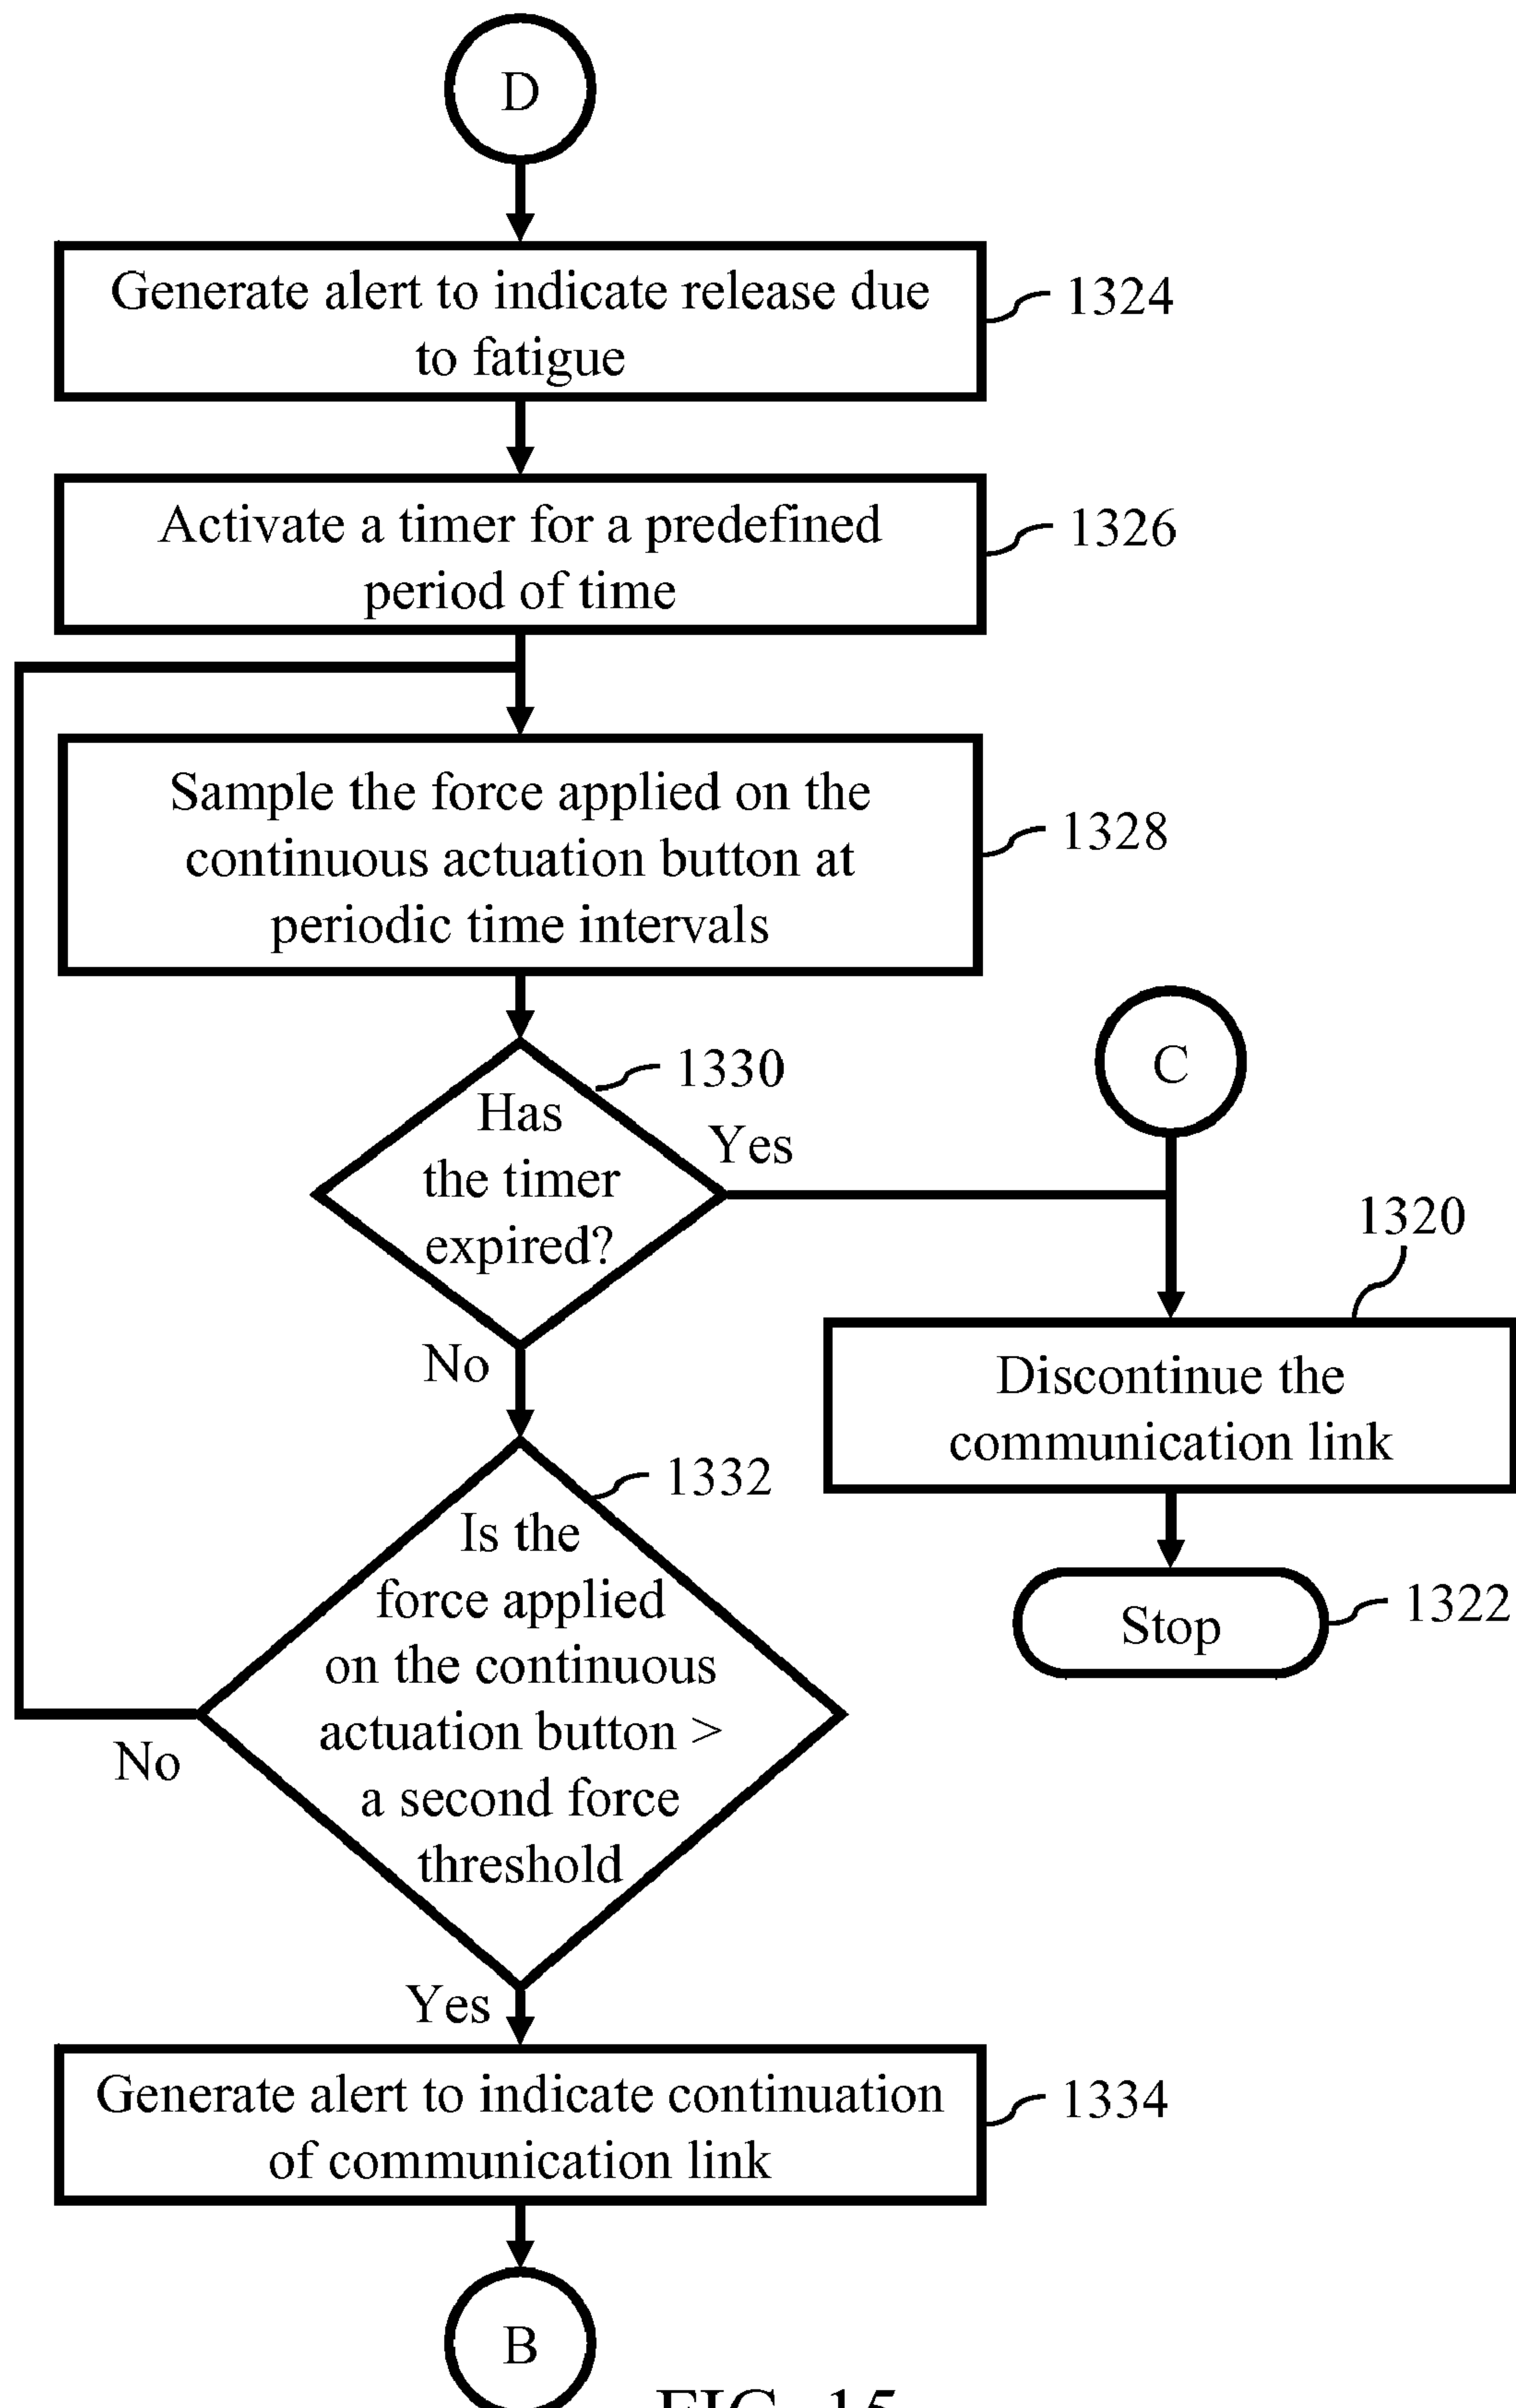 D
Generate alert to indicate release due
to fatigue
1324
Activate a timer for a predefined
period of time
1326
Sample the force applied on the
continuous actuation button at
periodic time intervals
1328
Has
the timer
expired?
1330
Yes
No
C
1320
Discontinue the
communication link
Stop
1322
Is the
force applied
on the continuous
actuation button >
a second force
threshold
1332
No
Yes
Generate alert to indicate continuation
of communication link
1334
B
FIG. 15